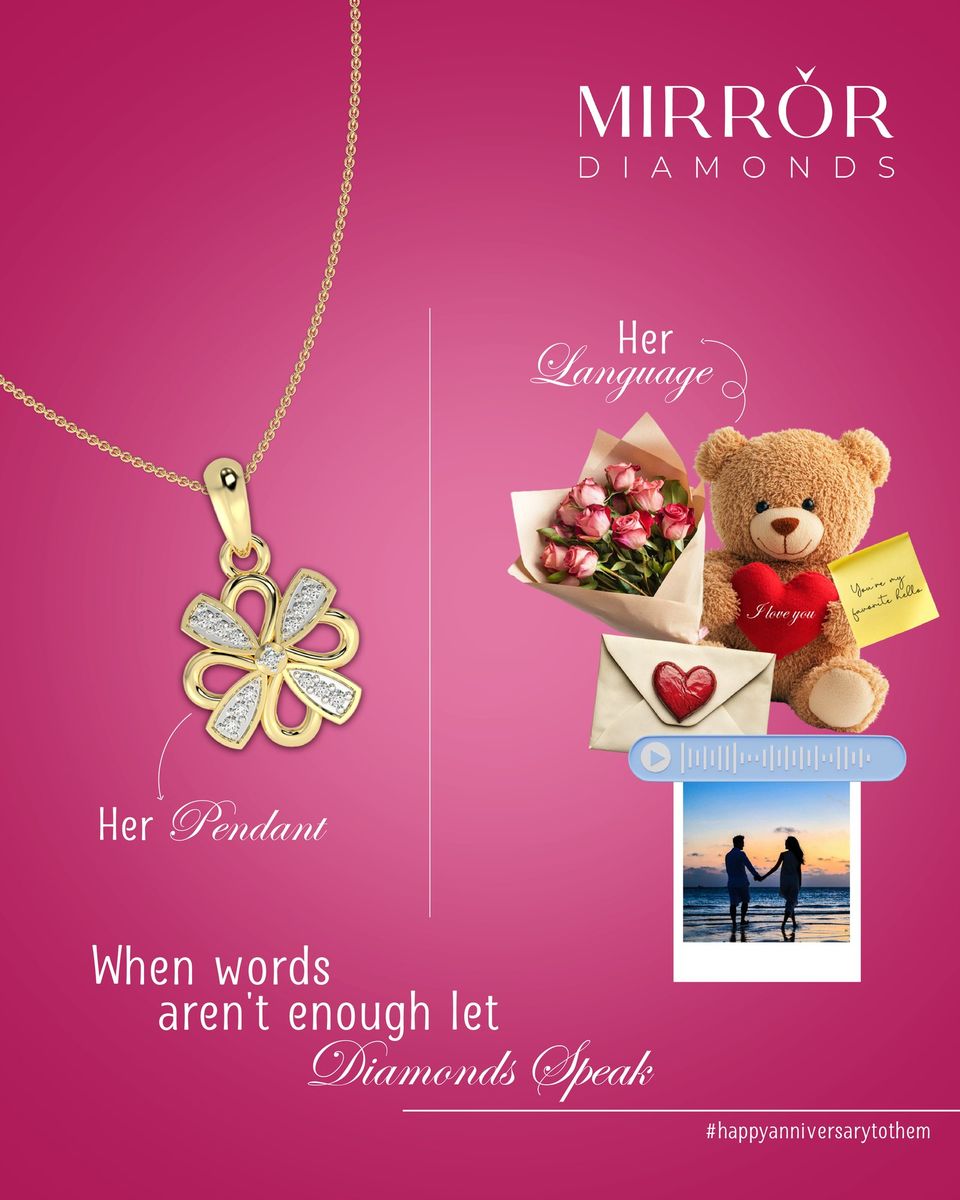 MIRROR
DIAMONDS
Her
Language
You're my
favorite hello
I love you
Her Pendant
When words
aren't enough let
Diamonds Speak
#happyanniversarytothem